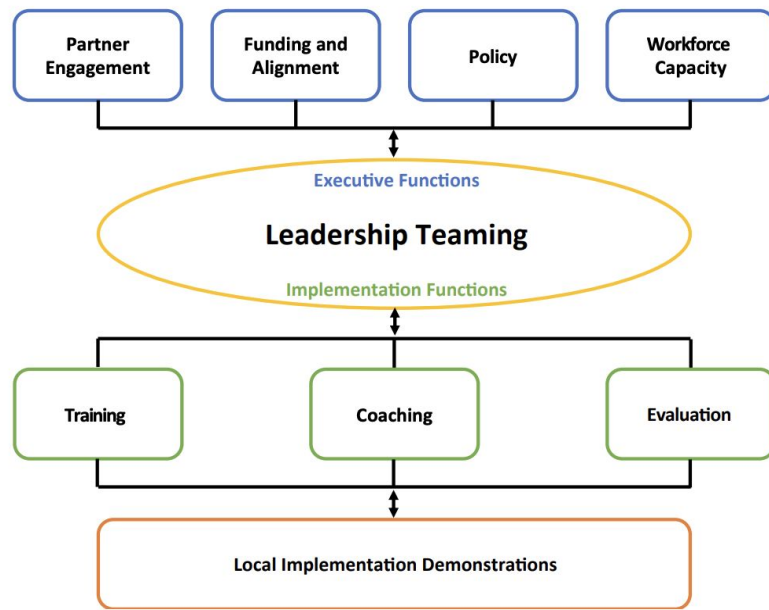 Partner
Engagement
Funding and
Alignment
Policy
Workforce
Capacity
Executive Functions
Leadership Teaming
Implementation Functions
Training
Coaching
Evaluation
Local Implementation Demonstrations